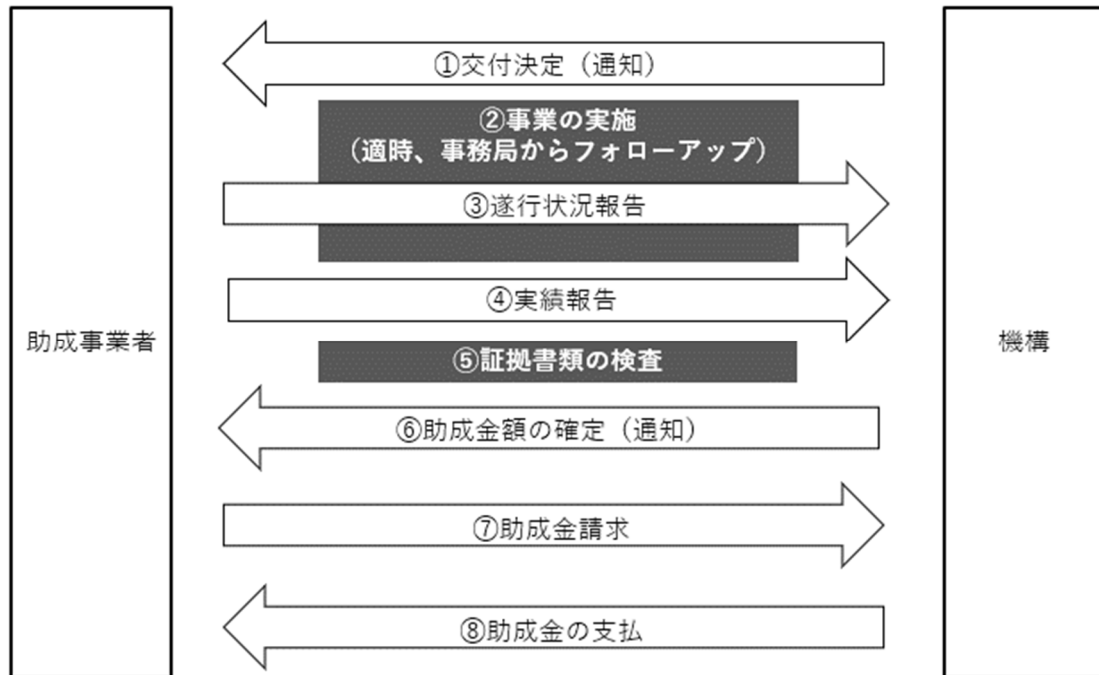 ①交付決定（通知）
②事業の実施
（適時、事務局からフォローアップ）
③遂行状況報告
④実績報告
助成事業者
機構
⑤証拠書類の検査
⑥助成金額の確定（通知）
⑦助成金請求
⑧助成金の支払